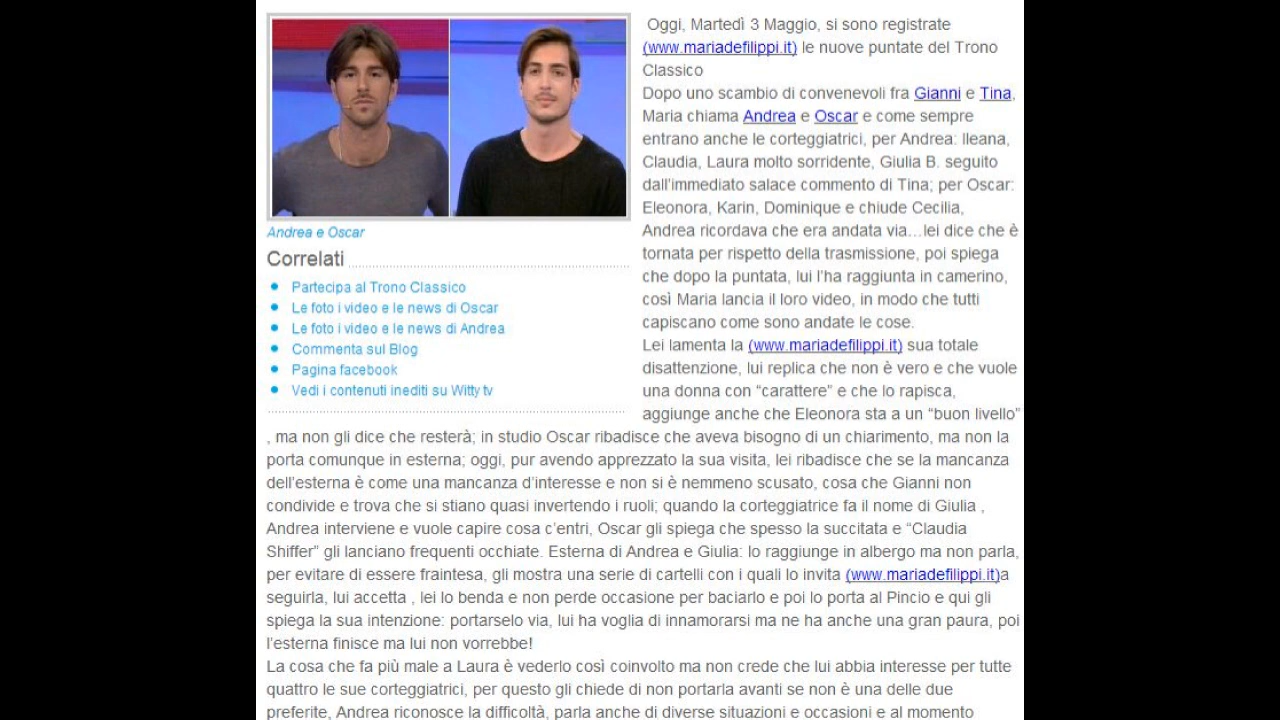 Oggi, Martedì 3 Maggio, si sono registrate
(www.mariadefilippi.it) le nuove puntate del Trono
Classico
Dopo uno scambio di convenevoli fra Gianni e Tina,
Maria chiama Andrea e Oscar e come sempre
entrano anche le corteggiatrici, per Andrea: Ileana,
Claudia, Laura molto sorridente, Giulia B. seguito
dall'immediato salace commento di Tina; per Oscar:
Eleonora, Karin, Dominique e chiude Cecilia,
Andrea ricordava che era andata via…lei dice che è
tornata per rispetto della trasmissione, poi spiega
che dopo la puntata, lui l'ha raggiunta in camerino,
così Maria lancia il loro video, in modo che tutti
capiscano come sono andate le cose.
Lei lamenta la (www.mariadefilippi.it) sua totale
disattenzione, lui replica che non è vero e che vuole
una donna con “carattere” e che lo rapisca,
aggiunge anche che Eleonora sta a un “buon livello”
Andrea e Oscar
Correlati
Partecipa al Trono Classico
Le foto i video e le news di Oscar
Le foto i video e le news di Andrea
Commenta sul Blog
Pagina facebook
Vedi i contenuti inediti su Witty tv
, ma non gli dice che resterà; in studio Oscar ribadisce che aveva bisogno di un chiarimento, ma non la
porta comunque in esterna; oggi, pur avendo apprezzato la sua visita, lei ribadisce che se la mancanza
dell'esterna è come una mancanza d'interesse e non si è nemmeno scusato, cosa che Gianni non
condivide e trova che si stiano quasi invertendo i ruoli; quando la corteggiatrice fa il nome di Giulia ,
Andrea interviene e vuole capire cosa c'entri, Oscar gli spiega che spesso la succitata e “Claudia
Shiffer” gli lanciano frequenti occhiate. Esterna di Andrea e Giulia: lo raggiunge in albergo ma non parla,
per evitare di essere fraintesa, gli mostra una serie di cartelli con i quali lo invita (www.mariadefilippi.it)a
seguirla, lui accetta , lei lo benda e non perde occasione per baciarlo e poi lo porta al Pincio e qui gli
spiega la sua intenzione: portarselo via, lui ha voglia di innamorarsi ma ne ha anche una gran paura, poi
l'esterna finisce ma lui non vorrebbe!
La cosa che fa più male a Laura è vederlo così coinvolto ma non crede che lui abbia interesse per tutte
quattro le sue corteggiatrici, per questo gli chiede di non portarla avanti se non è una delle due
preferite, Andrea riconosce la difficoltà, parla anche di diverse situazioni e occasioni e al momento